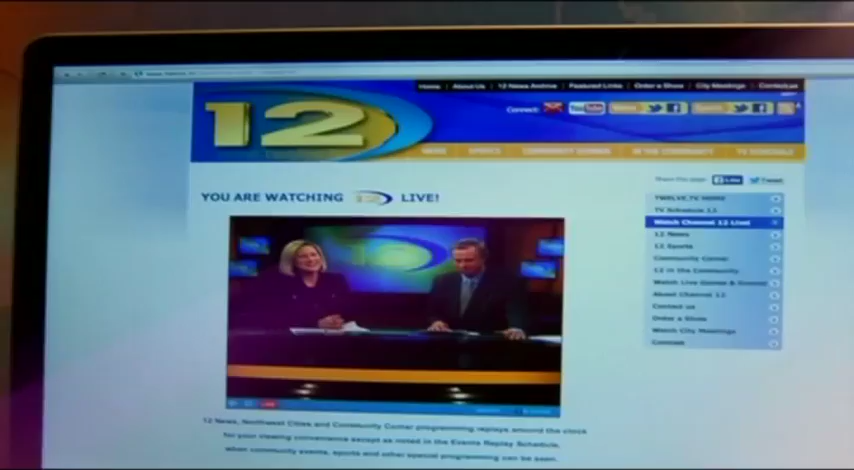 Home | About Us | 12 News Archive | Featured Links | Order a Show | City Meetings | Contact us
12
Connect: You Tube
NEWS SPORTS COMMUNITY CORNER IN THE COMMUNITY TV SCHEDULE
Share this page: Like Tweet
YOU ARE WATCHING 12 LIVE!
TWELVE.TV HOME
TV Schedule 12
Watch Channel 12 Live!
12 News
12 Sports
Community Corner
12 in the Community
Watch Live Games &
About Channel 12
Contact us
Order a Show
Watch City Meetings
12
12 News, Northwest Cities and Community Corner programming replays around the clock
for your viewing convenience except as noted in the Events Replay Schedule,
when community events, sports and other special programming can be seen.